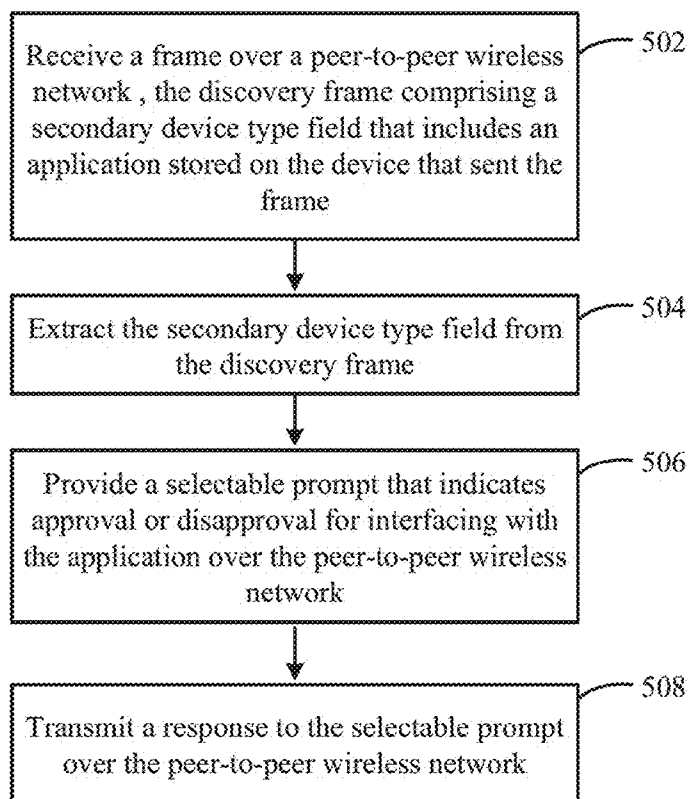 Receive a frame over a peer-to-peer wireless
network , the discovery frame comprising a
secondary device type field that includes an
application stored on the device that sent the
frame
502
Extract the secondary device type field from
the discovery frame
504
Provide a selectable prompt that indicates
approval or disapproval for interfacing with
the application over the peer-to-peer wireless
network
506
Transmit a response to the selectable prompt
over the peer-to-peer wireless network
508